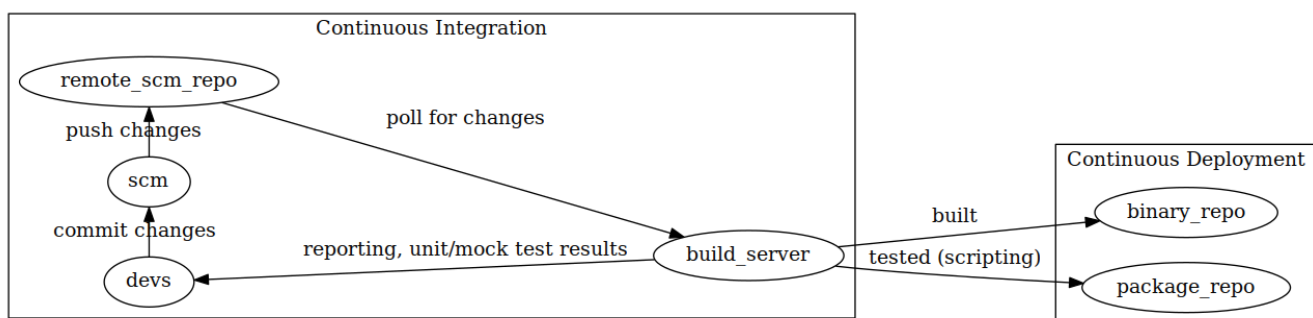 Continuous Integration
remote_scm_repo
push changes
poll for changes
scm
commit changes
devs
reporting, unit/mock test results
build_server
built
tested (scripting)
Continuous Deployment
binary_repo
package_repo